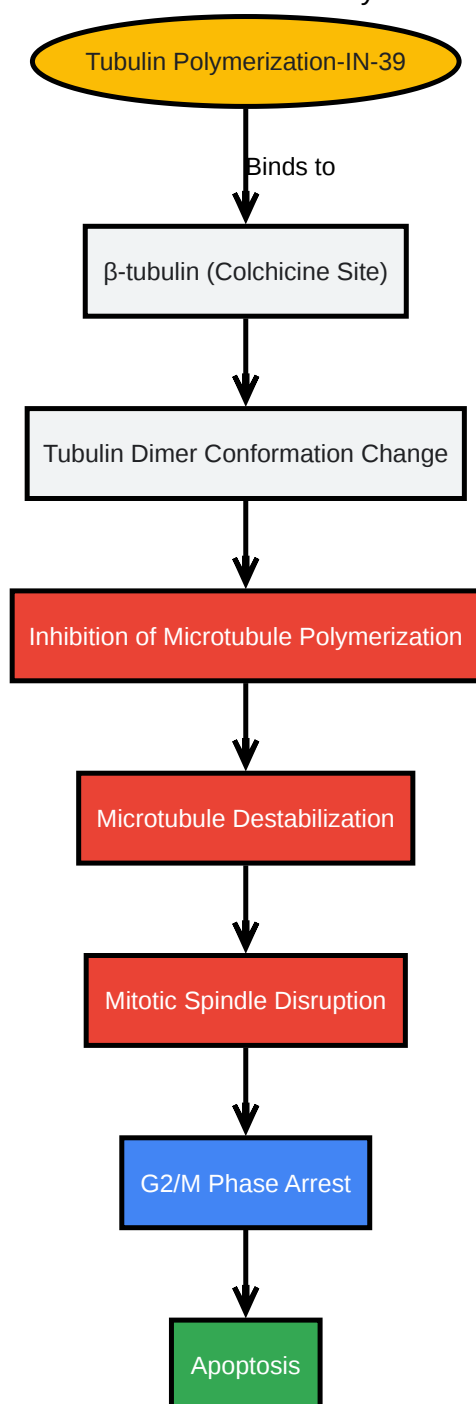 Tubulin Polymerization-IN-39
Binds to
β-tubulin (Colchicine Site)
Tubulin Dimer Conformation Change
Inhibition of Microtubule Polymerization
Microtubule Destabilization
Mitotic Spindle Disruption
G2/M Phase Arrest
Apoptosis